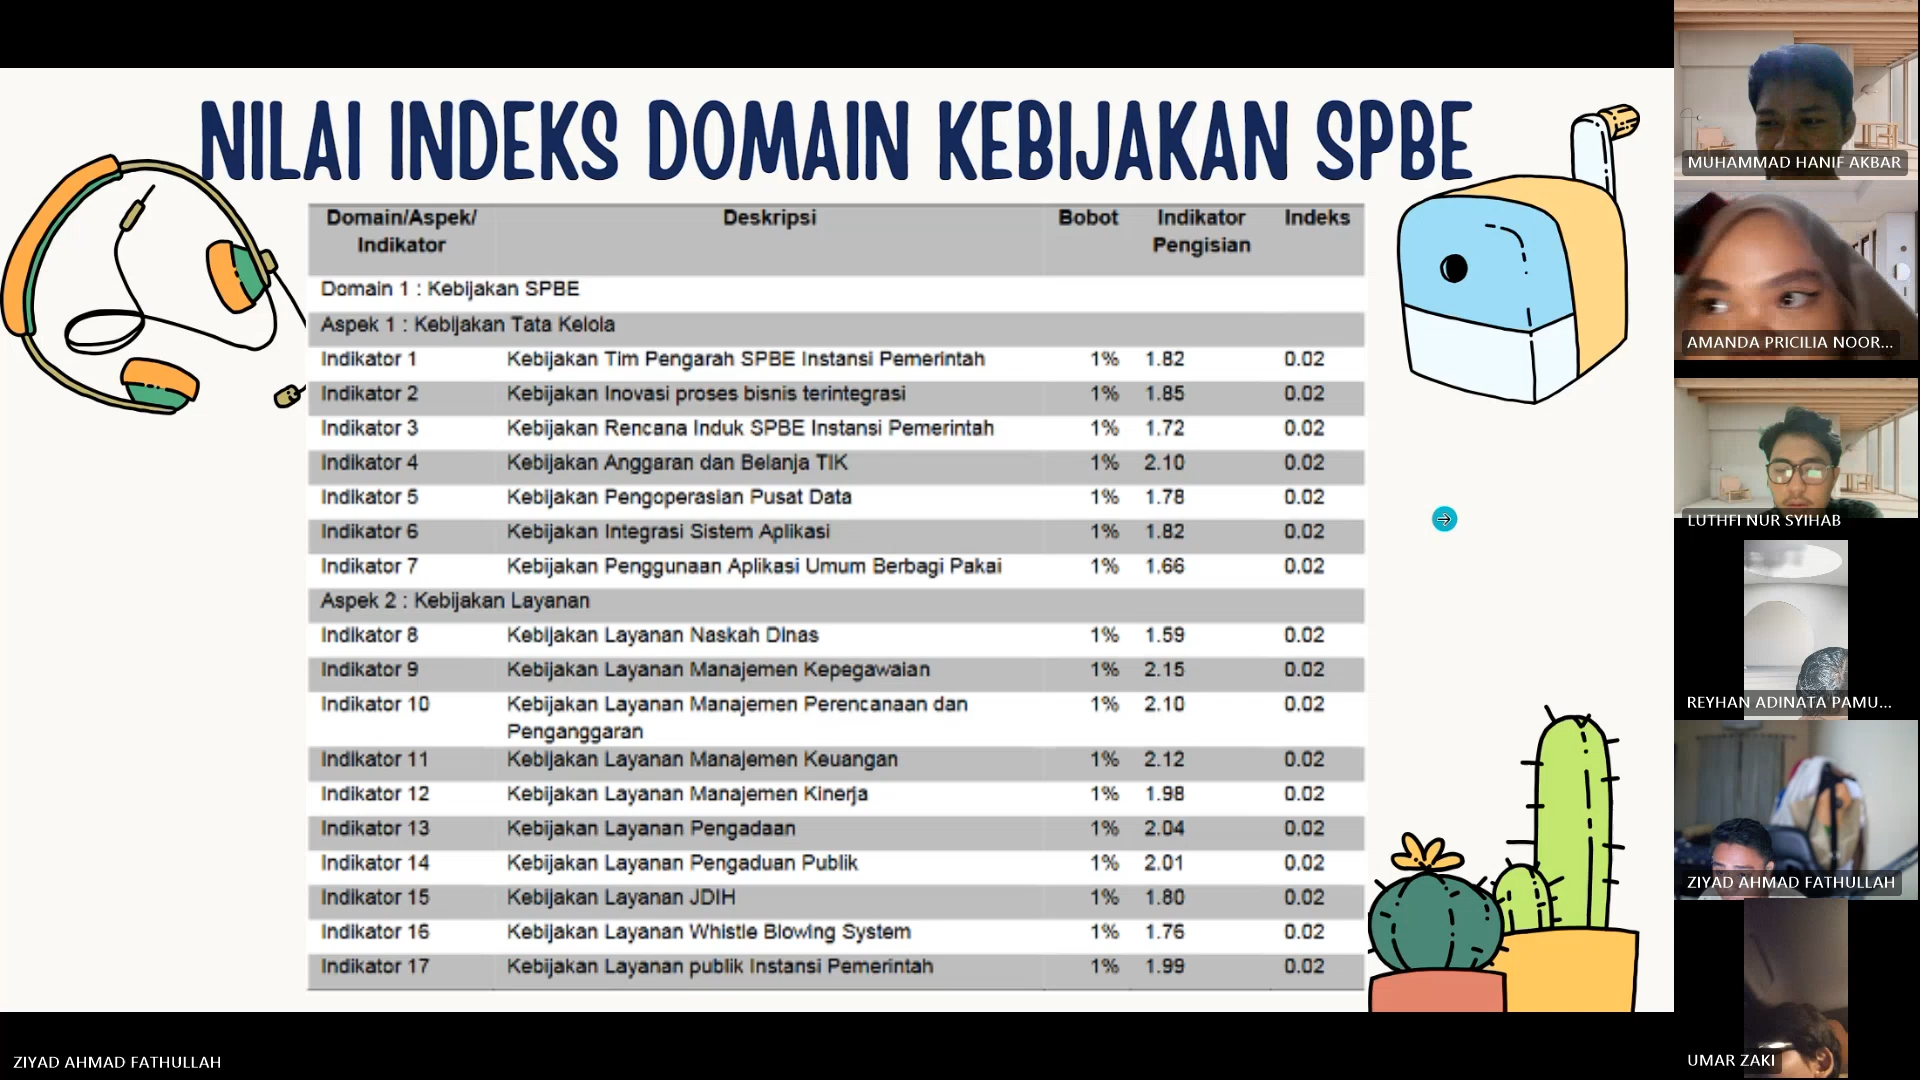 NILAI INDEKS DOMAIN KEBIJAKAN SPBE
Domain/Aspek/ Indikator Deskripsi Bobot Indikator Pengisian Indeks
Domain 1 : Kebijakan SPBE
Aspek 1 : Kebijakan Tata Kelola
Indikator 1 Kebijakan Tim Pengarah SPBE Instansi Pemerintah 1% 1.82 0.02
Indikator 2 Kebijakan Inovasi proses bisnis terintegrasi 1% 1.85 0.02
Indikator 3 Kebijakan Rencana Induk SPBE Instansi Pemerintah 1% 1.72 0.02
Indikator 4 Kebijakan Anggaran dan Belanja TIK 1% 2.10 0.02
Indikator 5 Kebijakan Pengoperasian Pusat Data 1% 1.78 0.02
Indikator 6 Kebijakan Integrasi Sistem Aplikasi 1% 1.82 0.02
Indikator 7 Kebijakan Penggunaan Aplikasi Umum Berbagi Pakai 1% 1.66 0.02
Aspek 2 : Kebijakan Layanan
Indikator 8 Kebijakan Layanan Naskah Dinas 1% 1.59 0.02
Indikator 9 Kebijakan Layanan Manajemen Kepegawaian 1% 2.15 0.02
Indikator 10 Kebijakan Layanan Manajemen Perencanaan dan 1% 2.10 0.02
Penganggaran
Indikator 11 Kebijakan Layanan Manajemen Keuangan 1% 2.12 0.02
Indikator 12 Kebijakan Layanan Manajemen Kinerja 1% 1.98 0.02
Indikator 13 Kebijakan Layanan Pengadaan 1% 2.04 0.02
Indikator 14 Kebijakan Layanan Pengaduan Publik 1% 2.01 0.02
Indikator 15 Kebijakan Layanan JDIH 1% 1.80 0.02
Indikator 16 Kebijakan Layanan Whistle Blowing System 1% 1.76 0.02
Indikator 17 Kebijakan Layanan publik Instansi Pemerintah 1% 1.99 0.02
ZIYAD AHMAD FATHULLAH
MUHAMMAD HANIF AKBAR
AMANDA PRICILIA NOOR...
LUTHFI NUR SYIHAB
REYHAN ADINATA PAMU...
ZIYAD AHMAD FATHULLAH
UMAR ZAKI